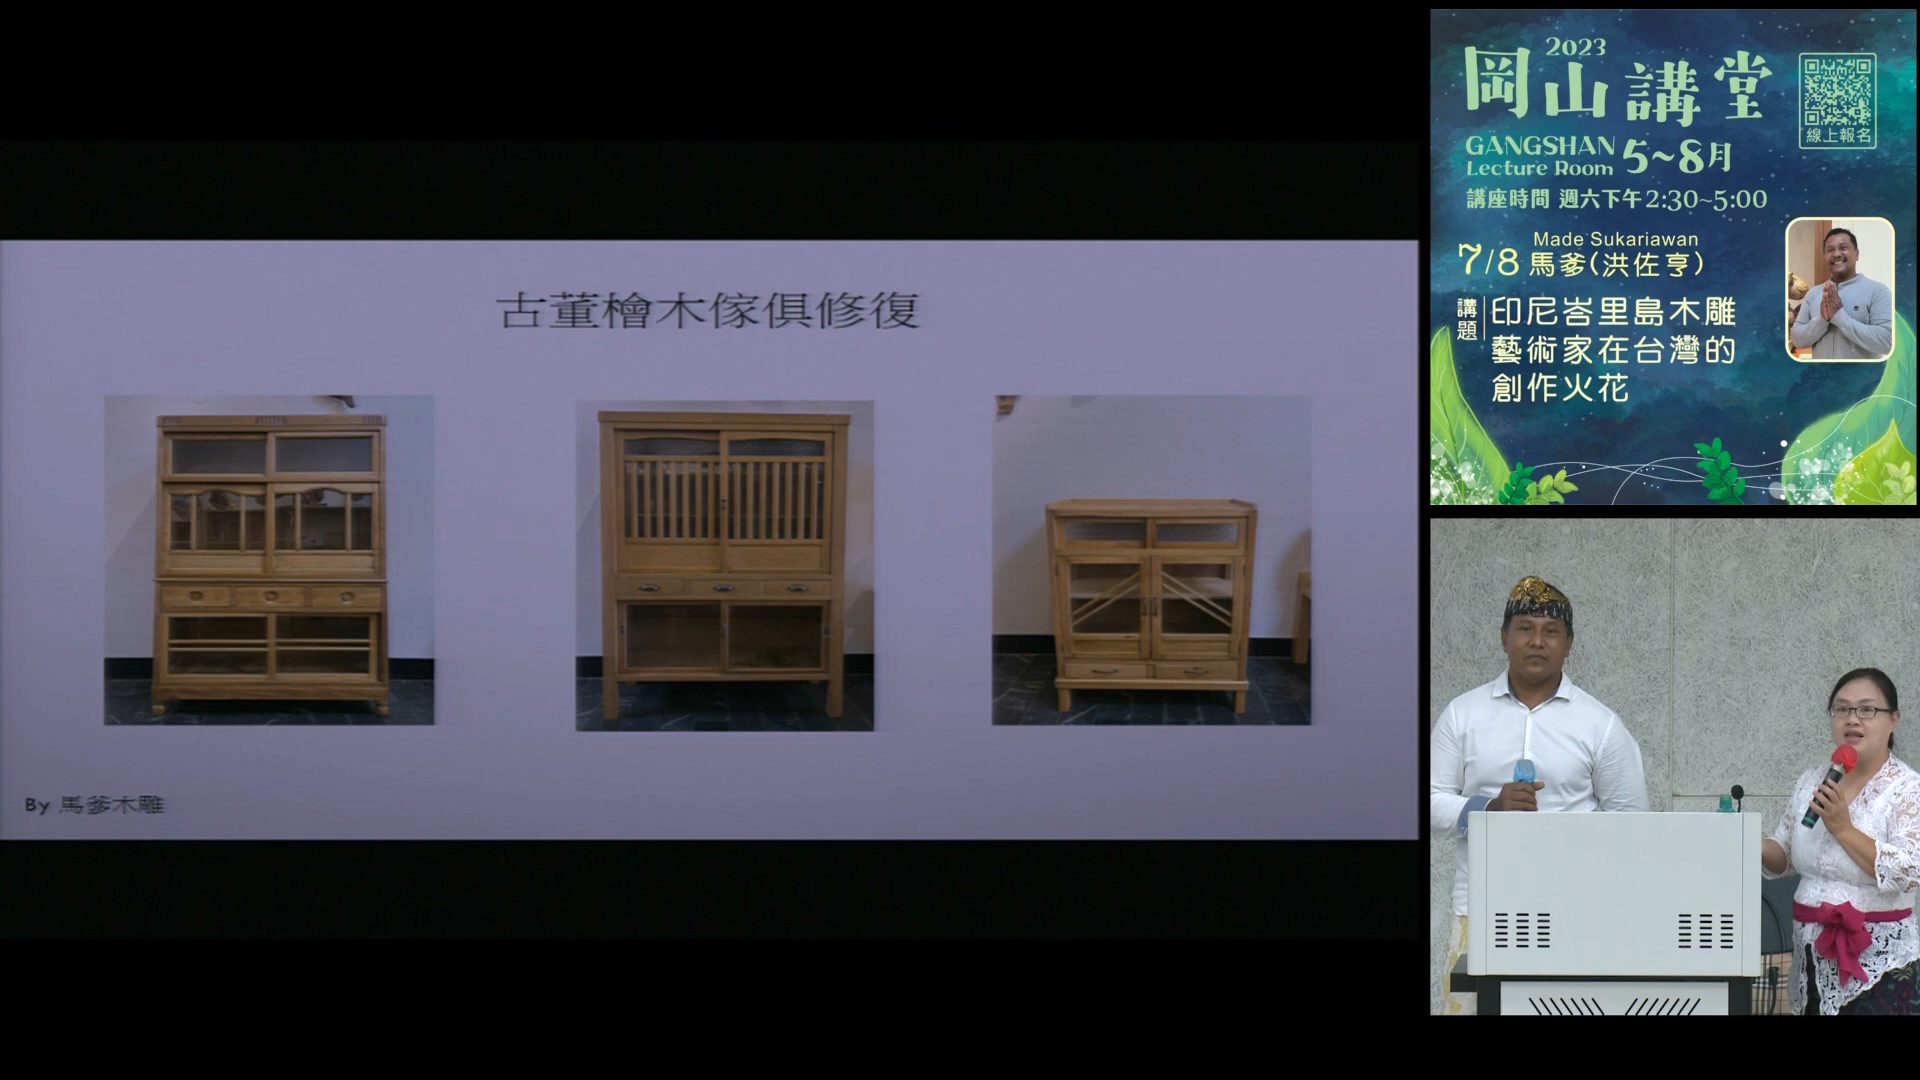 古董檜木傢俱修復
By 馬爹木雕
2023
岡山講堂
線上報名
GANGSHAN
Lecture Room
5~8月
講座時間 週六下午2:30~5:00
Made Sukariawan
7/8 馬爹(洪佐亨)
講題
印尼峇里島木雕
藝術家在台灣的
創作火花